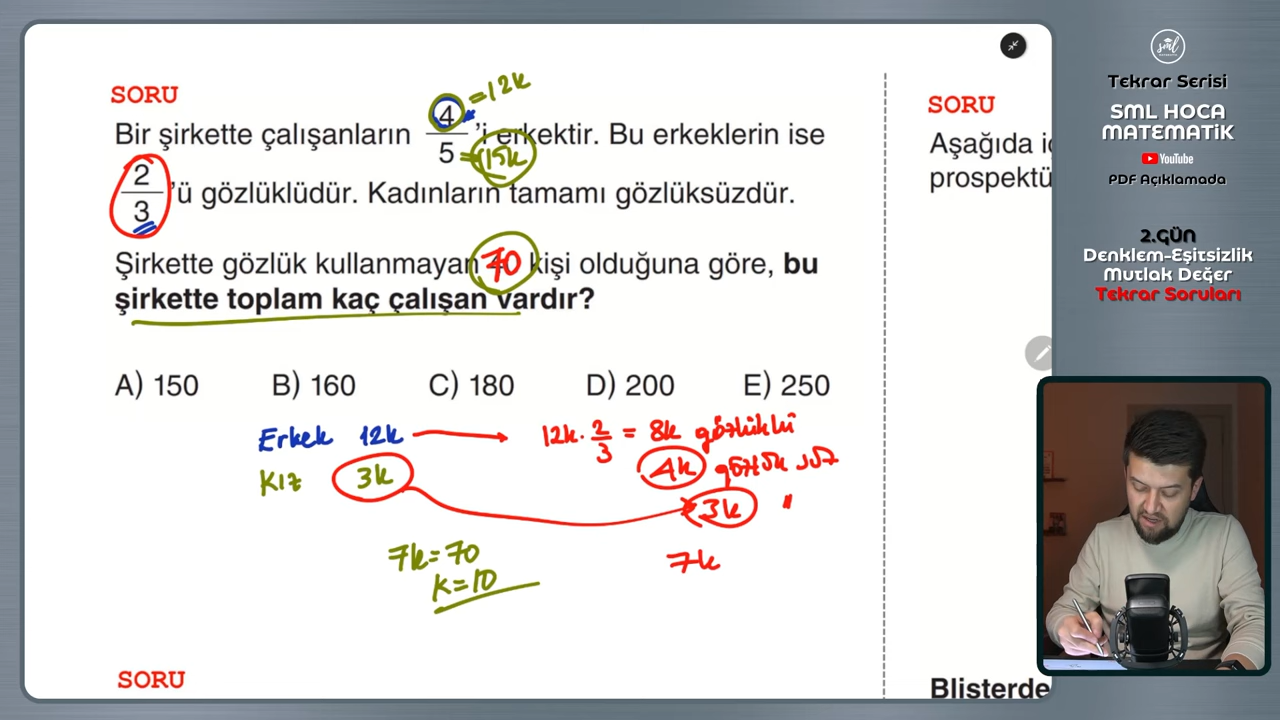 SORU
Bir şirkette çalışanların 4/5 'i erkektir. Bu erkeklerin ise
=12k
=15k
2/3 'ü gözlüklüdür. Kadınların tamamı gözlüksüzdür.
Şirkette gözlük kullanmayan 70 kişi olduğuna göre, bu
şirkette toplam kaç çalışan vardır?
A) 150 B) 160 C) 180 D) 200 E) 250
Erkek 12k 12k · 2/3 = 8k gözlüklü
Kız 3k 4k gözlüksüz
3k "
7k=70 7k
k=10
SORU
SORU
Aşağıda iç
prospektü
Blisterde
sml
Tekrar Serisi
SML HOCA
MATEMATİK
YouTube
PDF Açıklamada
2.GÜN
Denklem-Eşitsizlik
Mutlak Değer
Tekrar Soruları